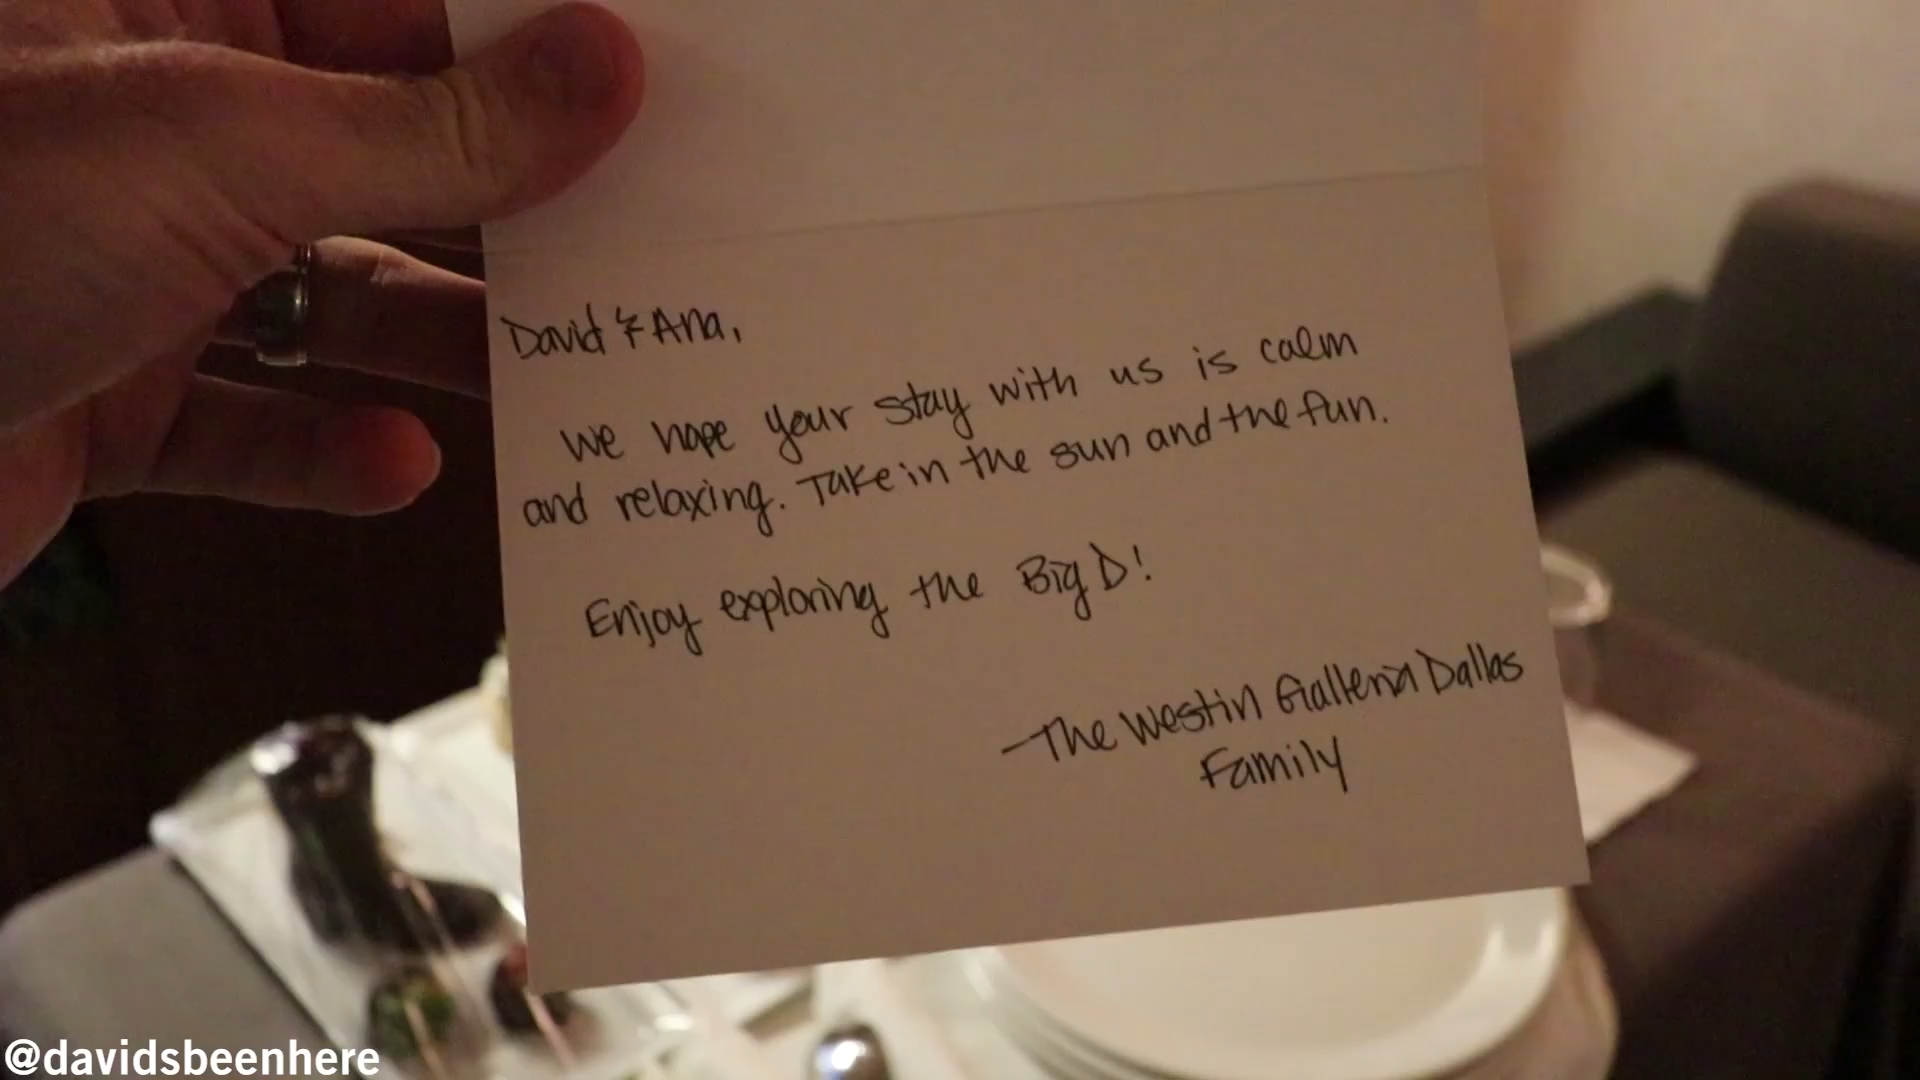 David & Ana,
We hope your stay with us is calm
and relaxing. Take in the sun and the fun.
Enjoy exploring the Big D!
—The Westin Galleria Dallas
Family
@davidsbeenhere